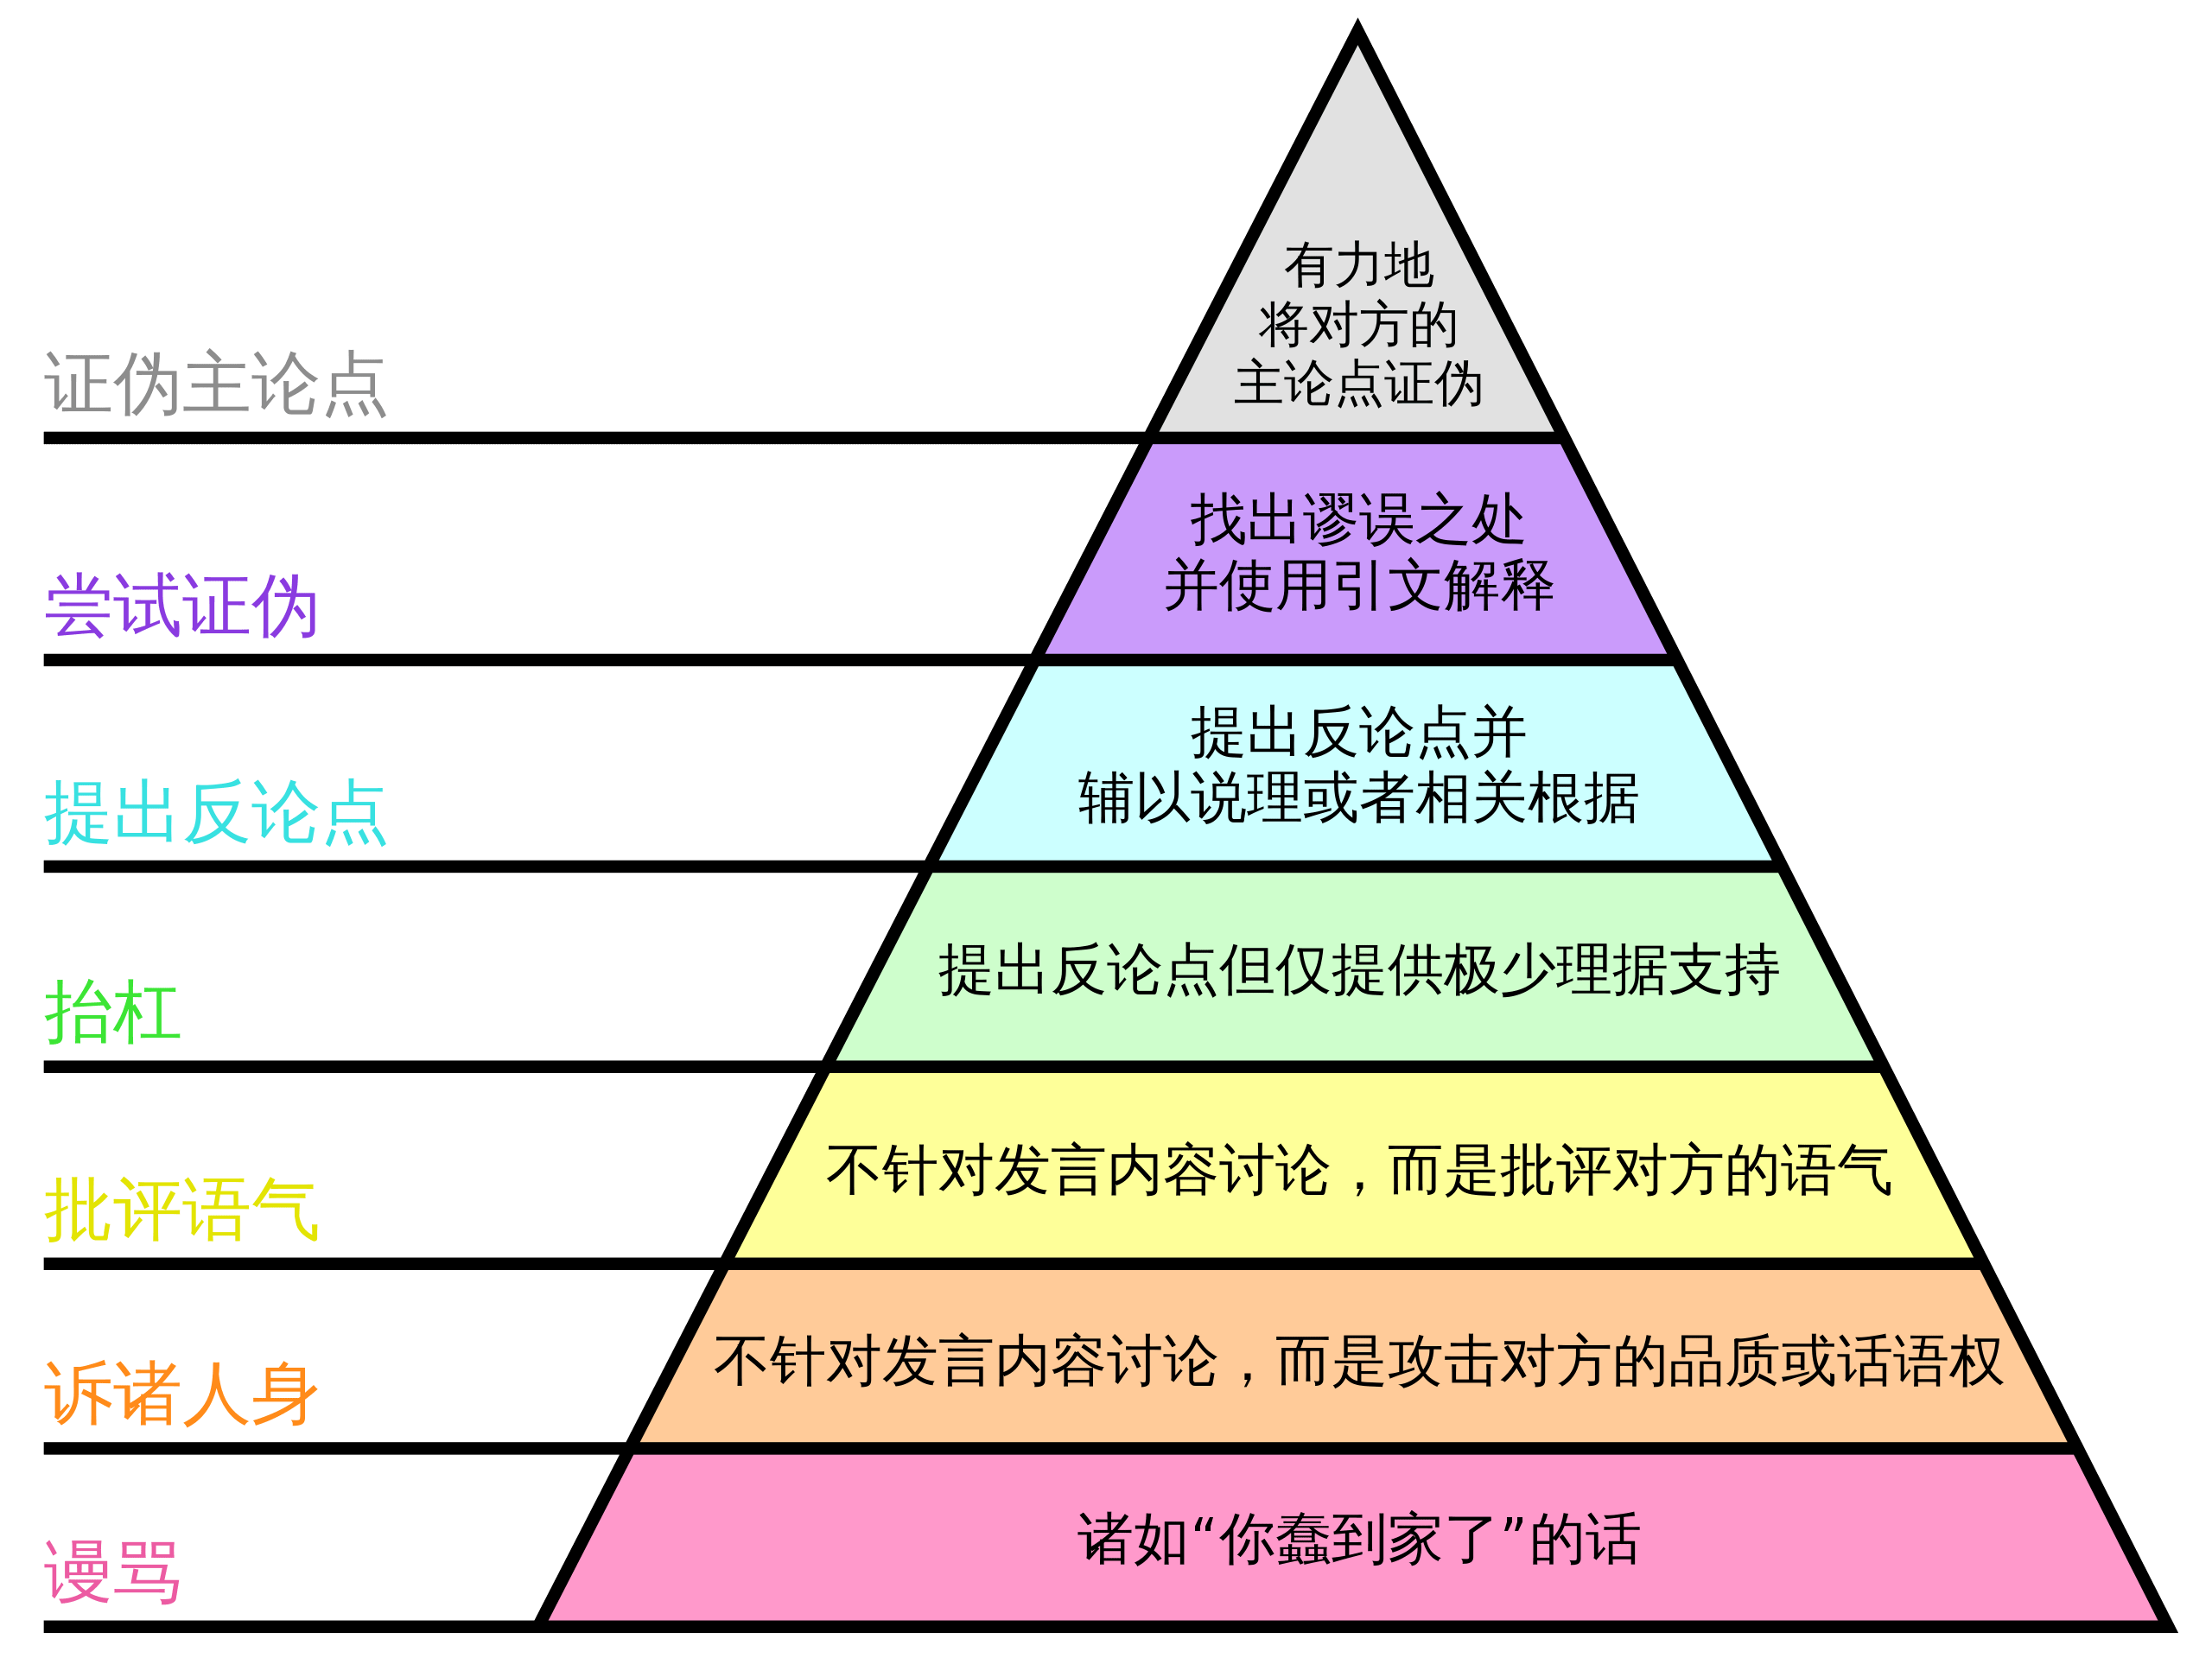 有力地
将对方的
主论点证伪
证伪主论点
找出谬误之处
并使用引文解释
尝试证伪
提出反论点并
辅以说理或者相关根据
提出反论点
提出反论点但仅提供极少理据支持
抬杠
不针对发言内容讨论，而是批评对方的语气
批评语气
不针对发言内容讨论，而是攻击对方的品质或话语权
诉诸人身
诸如“你蠢到家了”的话
谩骂